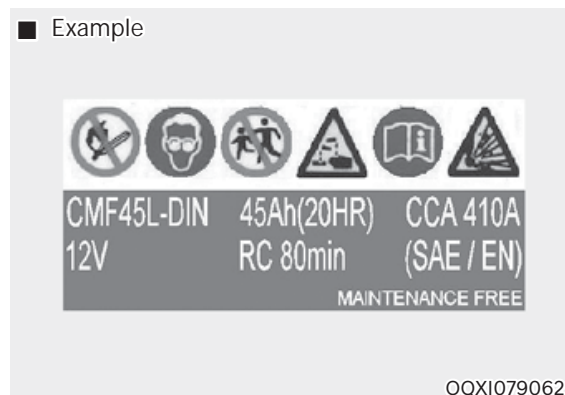 ■ Example
CMF45L-DIN 45Ah(20HR) CCA 410A
12V RC 80min (SAE / EN)
MAINTENANCE FREE
OQXI079062